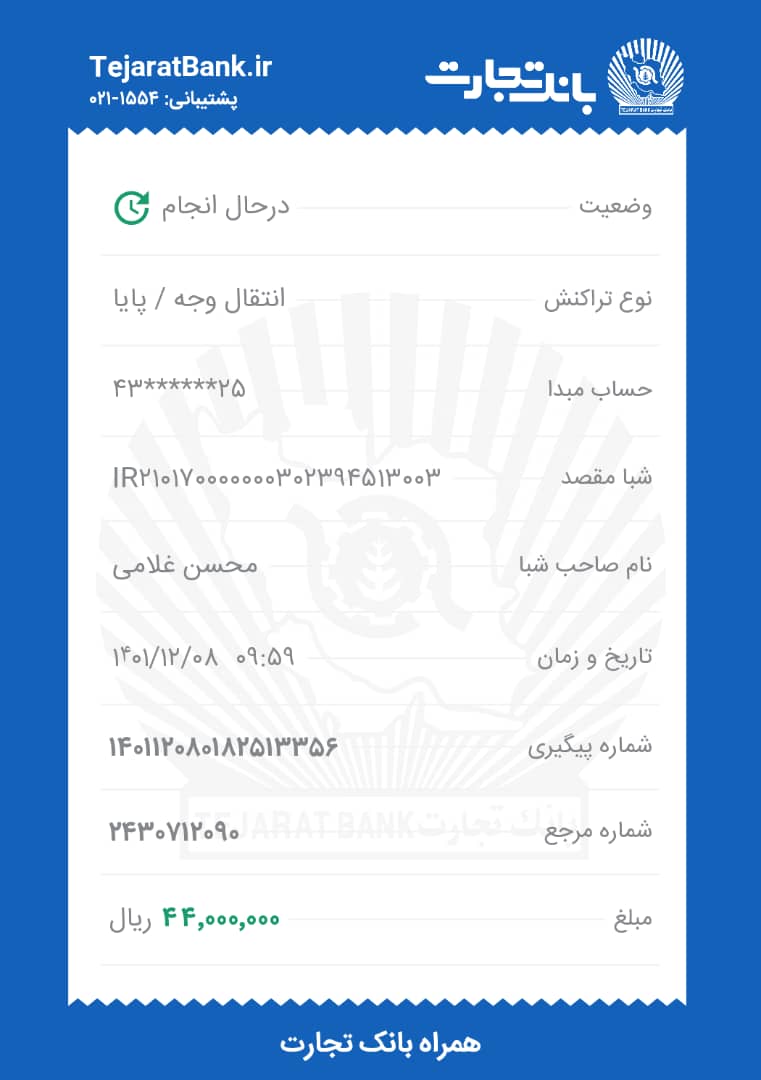 بانک تجارت
TejaratBank.ir
پشتیبانی: ۱۵۵۴-۰۲۱
وضعیت درحال انجام
نوع تراکنش انتقال وجه / پایا
حساب مبدا ۴۳******۲۵
شبا مقصد IR۲۱۰۱۷۰۰۰۰۰۰۰۳۰۲۳۹۴۵۱۳۰۰۳
نام صاحب شبا محسن غلامی
تاریخ و زمان ۱۴۰۱/۱۲/۰۸ ۰۹:۵۹
شماره پیگیری ۱۴۰۱۱۲۰۸۰۱۸۲۵۱۳۳۵۶
TEJARAT BANK بانک تجارت
شماره مرجع ۲۴۳۰۷۱۲۰۹۰
مبلغ ۴۴,۰۰۰,۰۰۰ ریال
همراه بانک تجارت